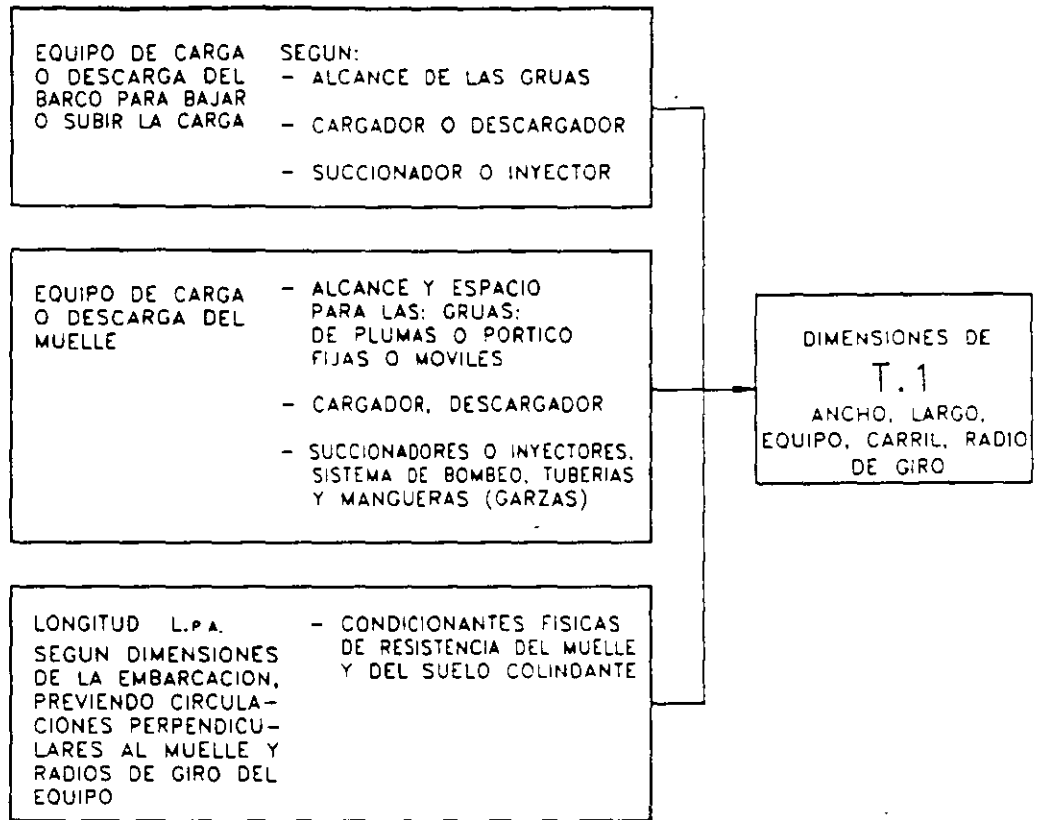 EQUIPO DE CARGA
O DESCARGA DEL
BARCO PARA BAJAR
O SUBIR LA CARGA
SEGUN:
- ALCANCE DE LAS GRUAS
- CARGADOR O DESCARGADOR
- SUCCIONADOR O INYECTOR
EQUIPO DE CARGA
O DESCARGA DEL
MUELLE
- ALCANCE Y ESPACIO
PARA LAS: GRUAS:
DE PLUMAS O PORTICO
FIJAS O MOVILES
- CARGADOR, DESCARGADOR
- SUCCIONADORES O INYECTORES,
SISTEMA DE BOMBEO, TUBERIAS
Y MANGUERAS (GARZAS)
LONGITUD L.P.A.
SEGUN DIMENSIONES
DE LA EMBARCACION,
PREVIENDO CIRCULA-
CIONES PERPENDICU-
LARES AL MUELLE Y
RADIOS DE GIRO DEL
EQUIPO
- CONDICIONANTES FISICAS
DE RESISTENCIA DEL MUELLE
Y DEL SUELO COLINDANTE
DIMENSIONES DE
T.1
ANCHO, LARGO,
EQUIPO, CARRIL, RADIO
DE GIRO